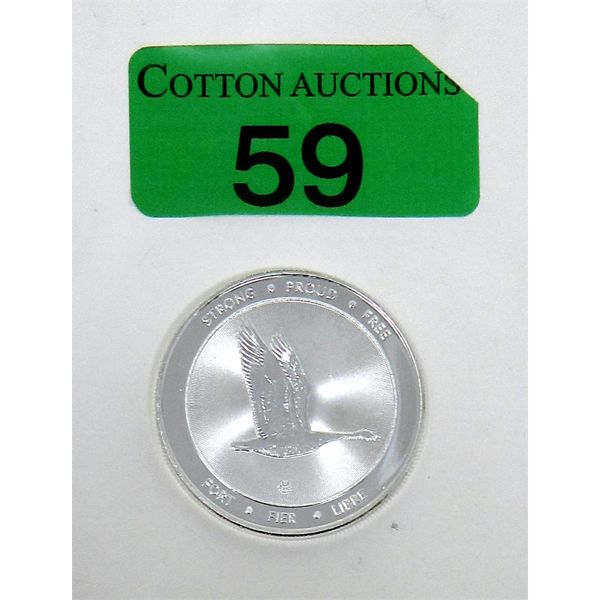 COTTON AUCTIONS
59
STRONG • PROUD • FREE
FORT • FIER • LIBRE